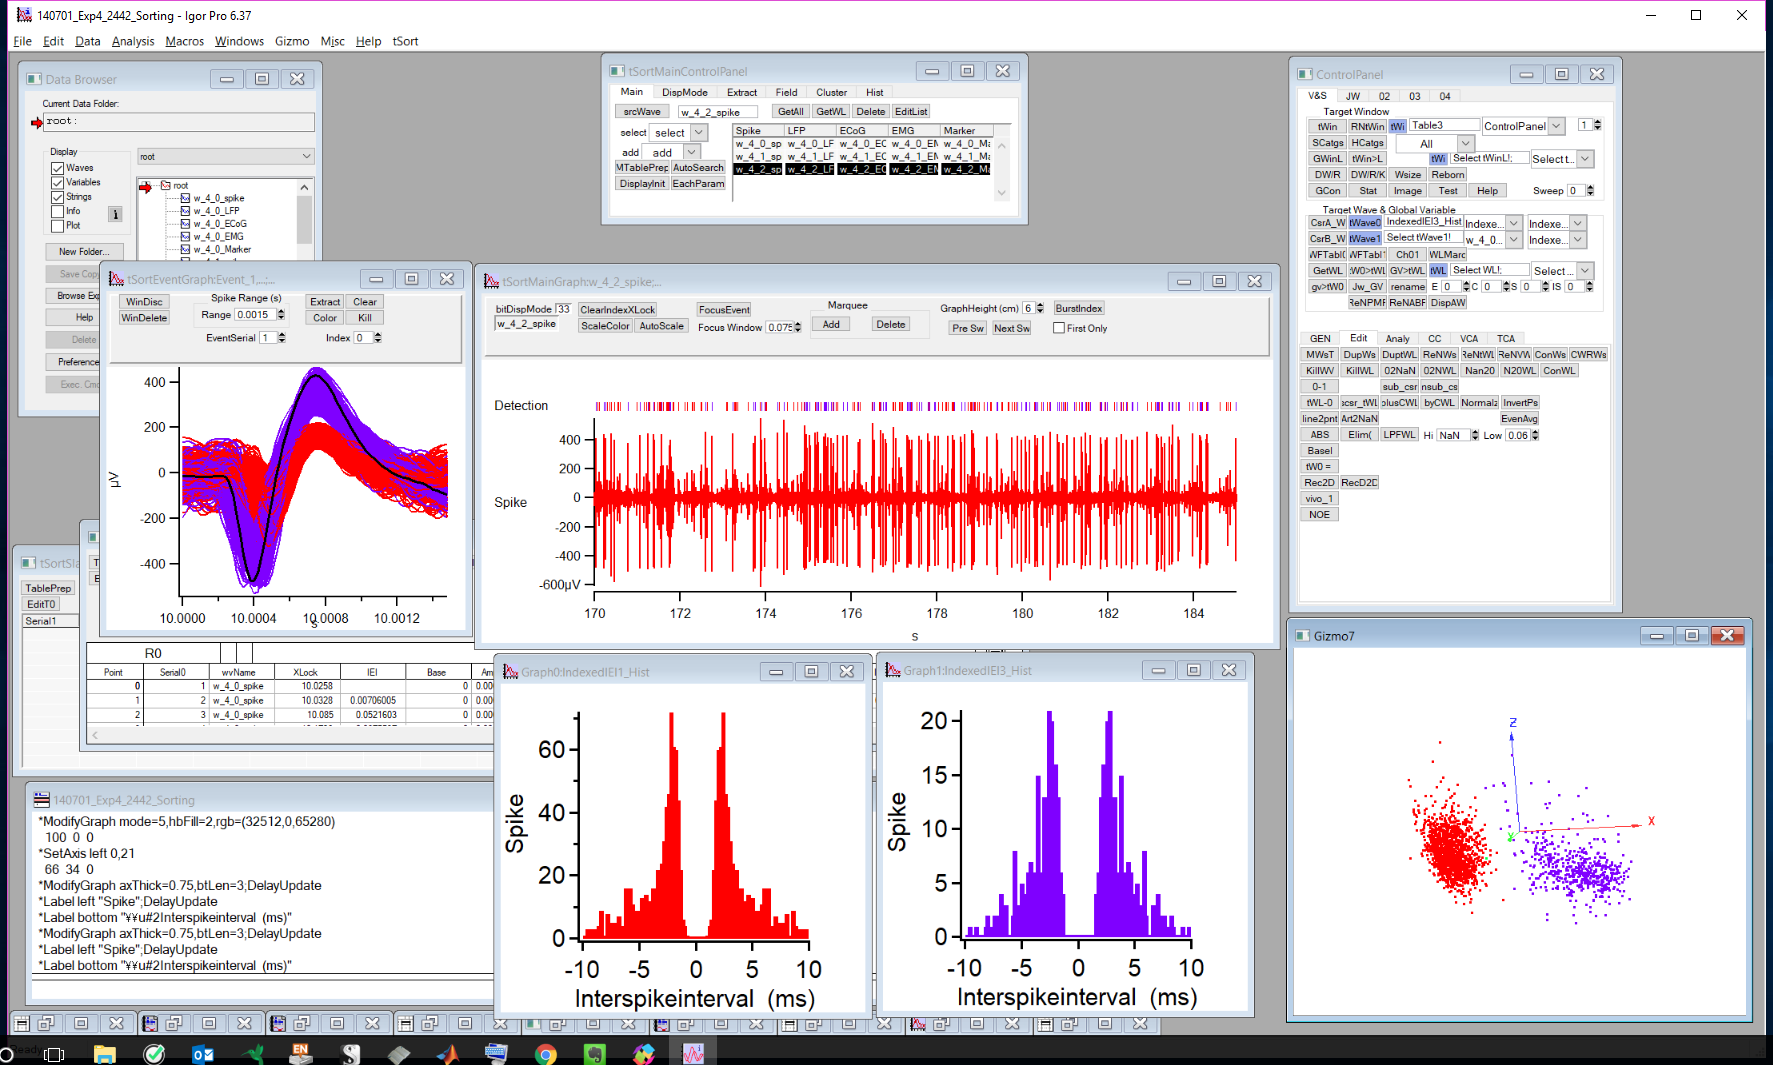 140701_Exp4_2442_Sorting - Igor Pro 6.37
File Edit Data Analysis Macros Windows Gizmo Misc Help tSort
Data Browser
Current Data Folder:
root:
Display
root
Waves
Variables
Strings
Info
Plot
root
w_4_0_spike
w_4_0_LFP
w_4_0_ECoG
w_4_0_EMG
w_4_0_Marker
New Folder...
Save Copy
Browse Exp
Help
Delete
Preference
Exec. Cmd
tSortMainControlPanel
Main DispMode Extract Field Cluster Hist
srcWave w_4_2_spike GetAll GetWL Delete EditList
select select
add add
MTablePrep AutoSearch
DisplayInit EachParam
Spike LFP ECoG EMG Marker
w_4_0_sp w_4_0_LF w_4_0_EC w_4_0_EM w_4_0_Ma
w_4_1_sp w_4_1_LF w_4_1_EC w_4_1_EM w_4_1_Ma
w_4_2_sp w_4_2_LF w_4_2_EC w_4_2_EM w_4_2_Ma
ControlPanel
V&S JW 02 03 04
Target Window
tWin RNtWin tWi Table3 ControlPanel 1
SCatgs HCatgs All
GWinL tWin>L tWi Select tWinL!; Select t...
DW/R DW/R/K Wsize Reborn
GCon Stat Image Test Help Sweep 0
Target Wave & Global Variable
CsrA_W tWave0 IndexedIEI3_Hist Indexe... Indexe...
CsrB_W tWave1 Select tWave1! w_4_0... Indexe...
WFTabl0 WFTabl1 Ch01 WLMarc
GetWL :W0>tWL GV>tWL tWL Select WL!; Select ...
gv>tW0 Jw_GV rename E 0 C 0 S 0 IS 0
ReNPMF ReNABF DispAW
GEN Edit Analy CC VCA TCA
MWsT DupWs DuptWL ReNWs ReNtWL ReNVW ConWs CWRWs
KillWV KillWL 02NaN 02NWL Nan20 N20WL ConWL
0-1 sub_csr nsub_cs
tWL-0 scsr_tWL plusCWL byCWL Normalz InvertPs
line2pnt Art2NaN EvenAvg
ABS Elim( LPFWL Hi NaN Low 0.06
Basel
tW0 =
Rec2D RecD2D
vivo_1
NOE
tSortEventGraph:Event_1,..;...
WinDisc Spike Range (s) Extract Clear
WinDelete Range 0.0015 Color Kill
EventSerial 1 Index 0
400
200
0
-200
-400
µV
10.0000 10.0004 10.0008 10.0012
s
tSortMainGraph:w_4_2_spike;...
bitDispMode 33 ClearIndexXLock FocusEvent Marquee GraphHeight (cm) 6 BurstIndex
w_4_2_spike ScaleColor AutoScale Focus Window 0.075 Add Delete Pre Sw Next Sw First Only
Detection
Spike
400
200
0
-200
-400
-600µV
170 172 174 176 178 180 182 184
s
tSortSla
TablePrep
EditT0
Serial1
R0
Point Serial0 wvName XLock IEI Base Am
0 1 w_4_0_spike 10.0258 0 0.00
1 2 w_4_0_spike 10.0328 0.00706005 0 0.00
2 3 w_4_0_spike 10.085 0.0521603 0 0.00
140701_Exp4_2442_Sorting
*ModifyGraph mode=5,hbFill=2,rgb=(32512,0,65280)
100 0 0
*SetAxis left 0,21
66 34 0
*ModifyGraph axThick=0.75,btLen=3;DelayUpdate
*Label left "Spike";DelayUpdate
*Label bottom "¥¥u#2Interspikeinterval (ms)"
*ModifyGraph axThick=0.75,btLen=3;DelayUpdate
*Label left "Spike";DelayUpdate
*Label bottom "¥¥u#2Interspikeinterval (ms)"
Graph0:IndexedIEI1_Hist
Spike
60
40
20
0
-10 -5 0 5 10
Interspikeinterval (ms)
Graph1:IndexedIEI3_Hist
Spike
20
15
10
5
0
-10 -5 0 5 10
Interspikeinterval (ms)
Gizmo7
Z
X
Y
Ready
EN